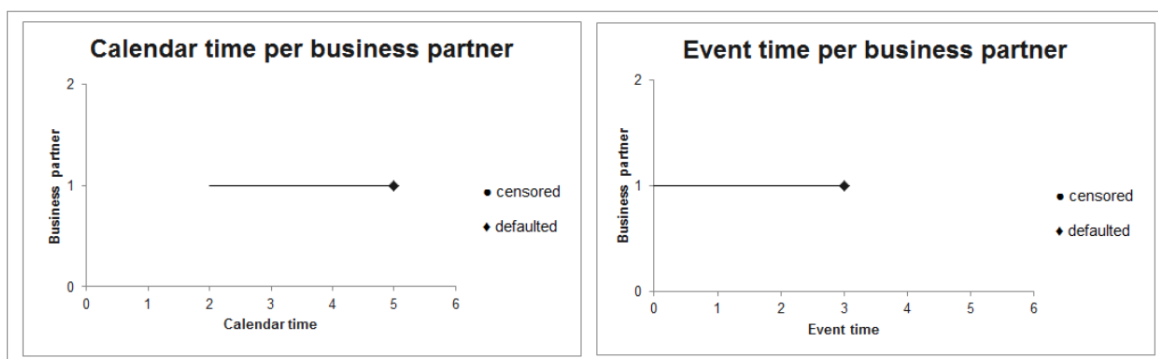 Calendar time per business partner
2
1
0
Business partner
0 1 2 3 4 5 6
Calendar time
● censored
♦ defaulted
Event time per business partner
2
1
0
Business partner
0 1 2 3 4 5 6
Event time
● censored
♦ defaulted